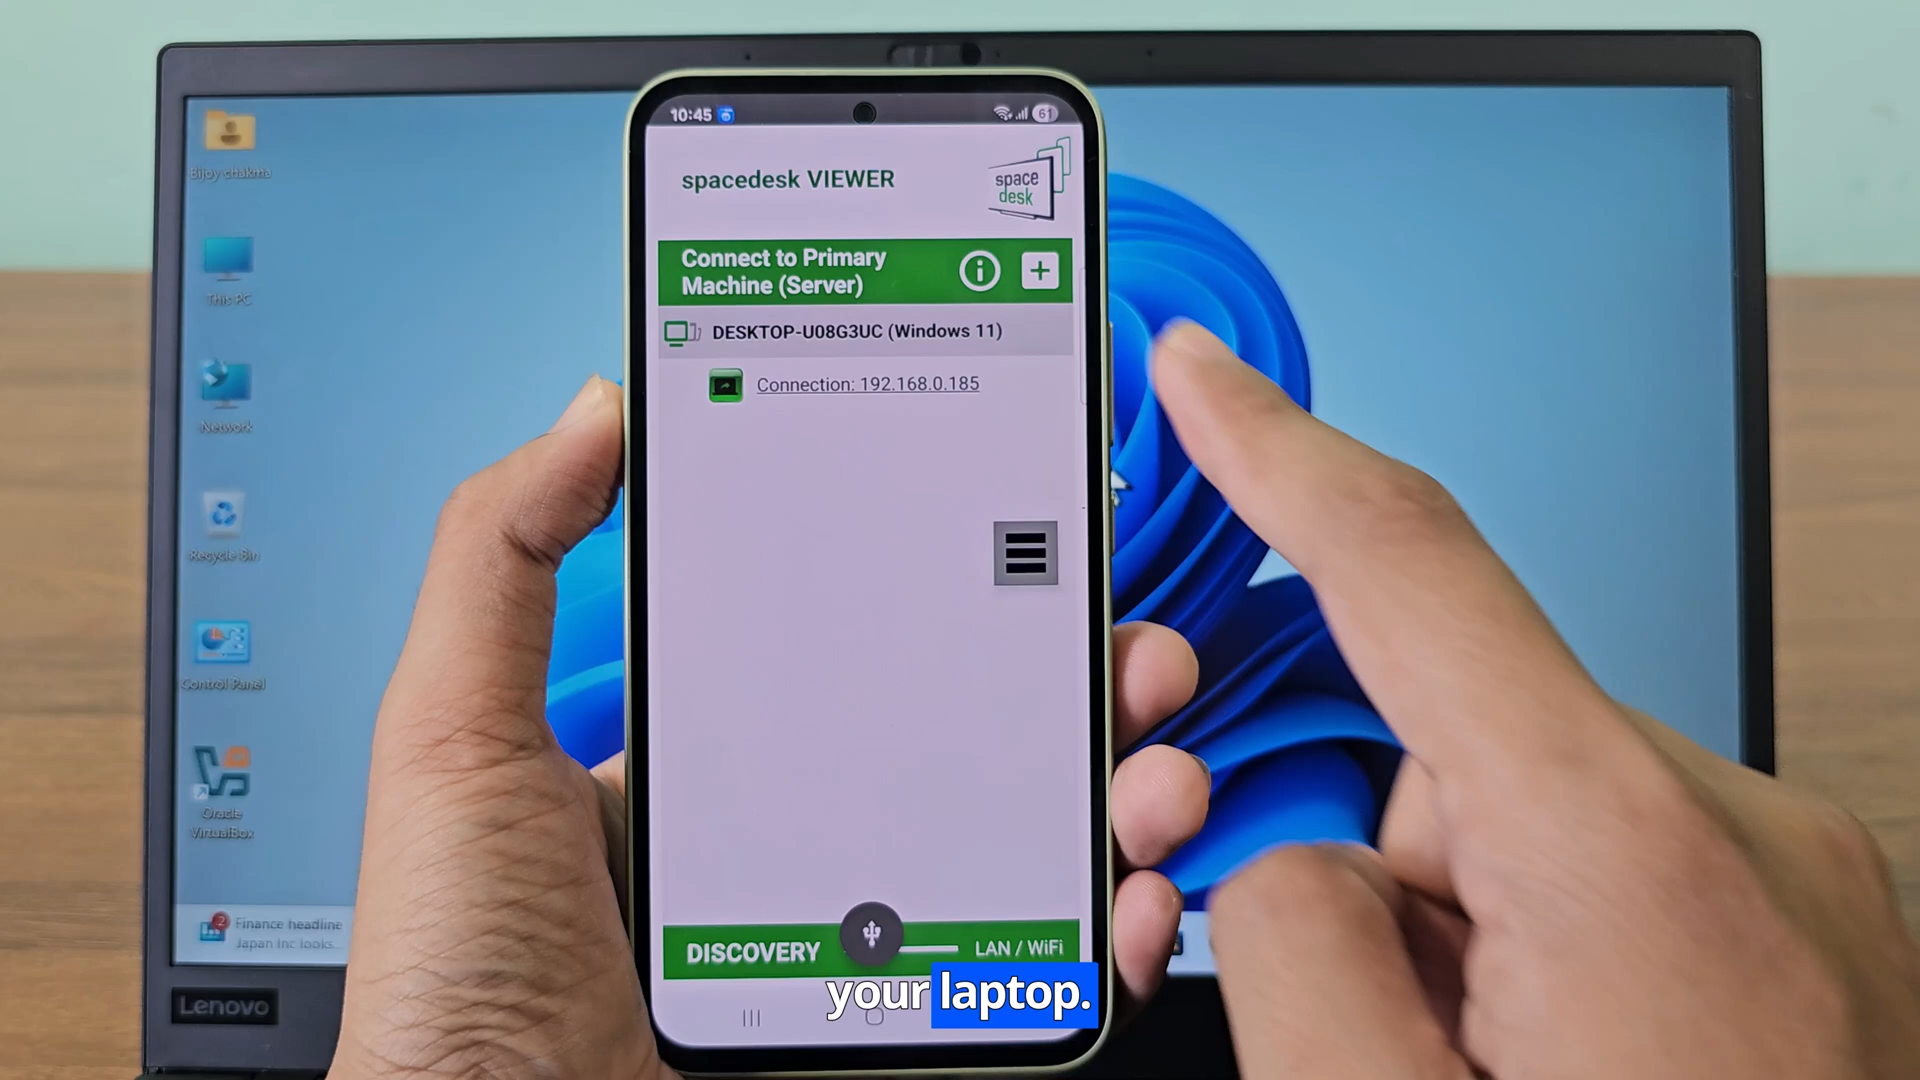 Bijoy chakma
This PC
Network
Recycle Bin
Control Panel
Oracle
VirtualBox
2
Finance headline
Japan Inc looks...
Lenovo
10:45
61
spacedesk VIEWER
space
desk
Connect to Primary
Machine (Server)
DESKTOP-U08G3UC (Windows 11)
Connection: 192.168.0.185
DISCOVERY
LAN / WiFi
your laptop.